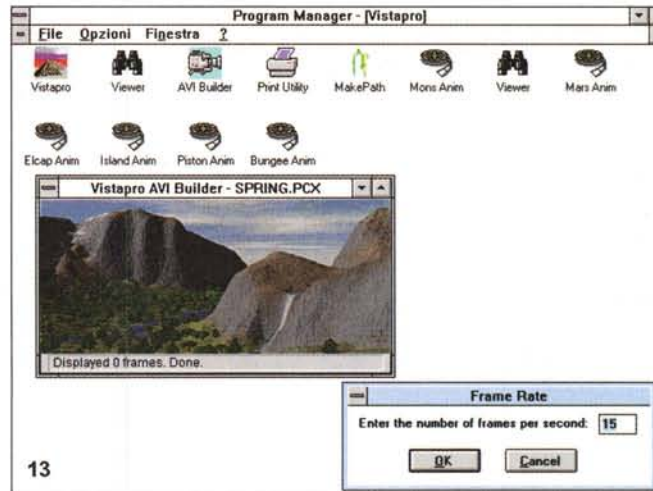 Program Manager - [Vistapro]
File Opzioni Finestra ?
Vistapro Viewer AVI Builder Print Utility MakePath Mons Anim Viewer Mars Anim
Elcap Anim Island Anim Piston Anim Bungee Anim
Vistapro AVI Builder - SPRING.PCX
Displayed 0 frames. Done.
Frame Rate
Enter the number of frames per second: 15
OK Cancel
13